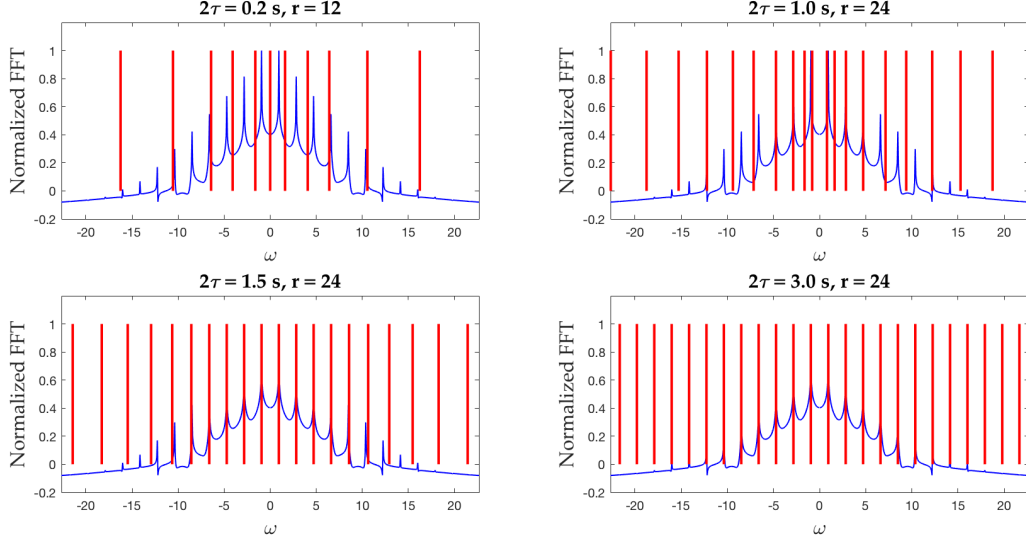 2τ = 0.2 s, r = 12
Normalized FFT
1
0.8
0.6
0.4
0.2
0
-0.2
-20 -15 -10 -5 0 5 10 15 20
ω
2τ = 1.0 s, r = 24
Normalized FFT
1
0.8
0.6
0.4
0.2
0
-0.2
-20 -15 -10 -5 0 5 10 15 20
ω
2τ = 1.5 s, r = 24
Normalized FFT
1
0.8
0.6
0.4
0.2
0
-0.2
-20 -15 -10 -5 0 5 10 15 20
ω
2τ = 3.0 s, r = 24
Normalized FFT
1
0.8
0.6
0.4
0.2
0
-0.2
-20 -15 -10 -5 0 5 10 15 20
ω